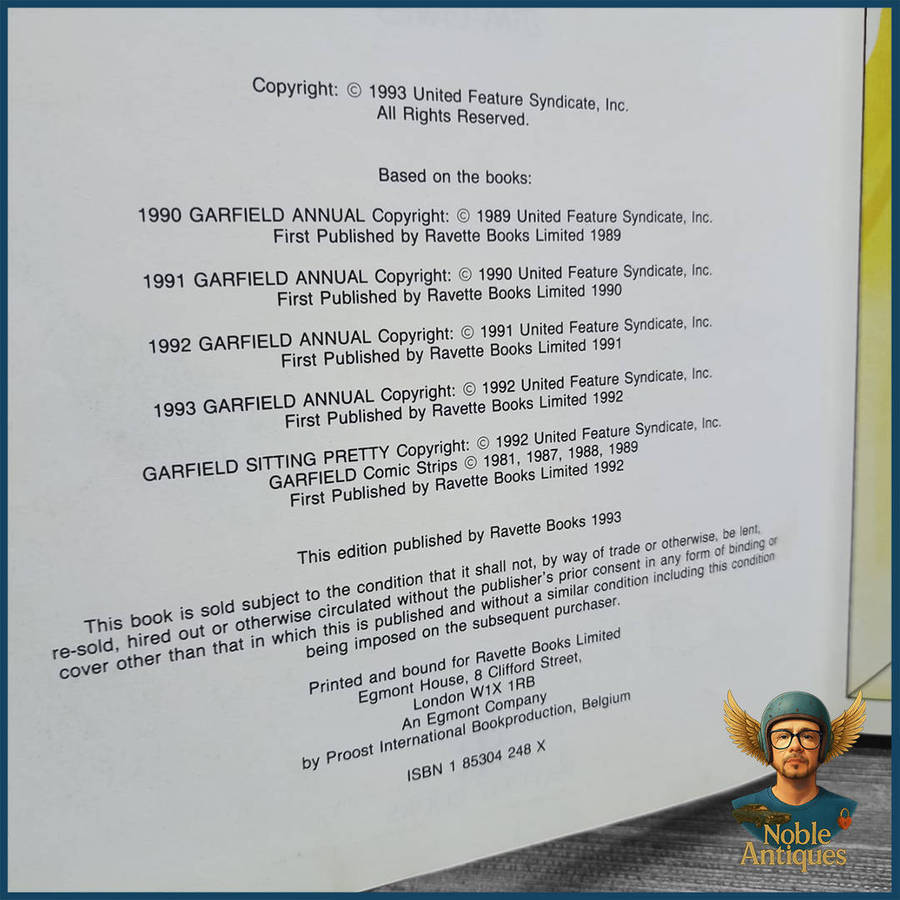 Copyright: © 1993 United Feature Syndicate, Inc.
All Rights Reserved.
Based on the books:
1990 GARFIELD ANNUAL Copyright: © 1989 United Feature Syndicate, Inc.
First Published by Ravette Books Limited 1989
1991 GARFIELD ANNUAL Copyright: © 1990 United Feature Syndicate, Inc.
First Published by Ravette Books Limited 1990
1992 GARFIELD ANNUAL Copyright: © 1991 United Feature Syndicate, Inc.
First Published by Ravette Books Limited 1991
1993 GARFIELD ANNUAL Copyright: © 1992 United Feature Syndicate, Inc.
First Published by Ravette Books Limited 1992
GARFIELD SITTING PRETTY Copyright: © 1992 United Feature Syndicate, Inc.
GARFIELD Comic Strips © 1981, 1987, 1988, 1989
First Published by Ravette Books Limited 1992
This edition published by Ravette Books 1993
This book is sold subject to the condition that it shall not, by way of trade or otherwise, be lent,
re-sold, hired out or otherwise circulated without the publisher's prior consent in any form of binding or
cover other than that in which this is published and without a similar condition including this condition
being imposed on the subsequent purchaser.
Printed and bound for Ravette Books Limited
Egmont House, 8 Clifford Street,
London W1X 1RB
An Egmont Company
by Proost International Bookproduction, Belgium
ISBN 1 85304 248 X
Noble
Antiques